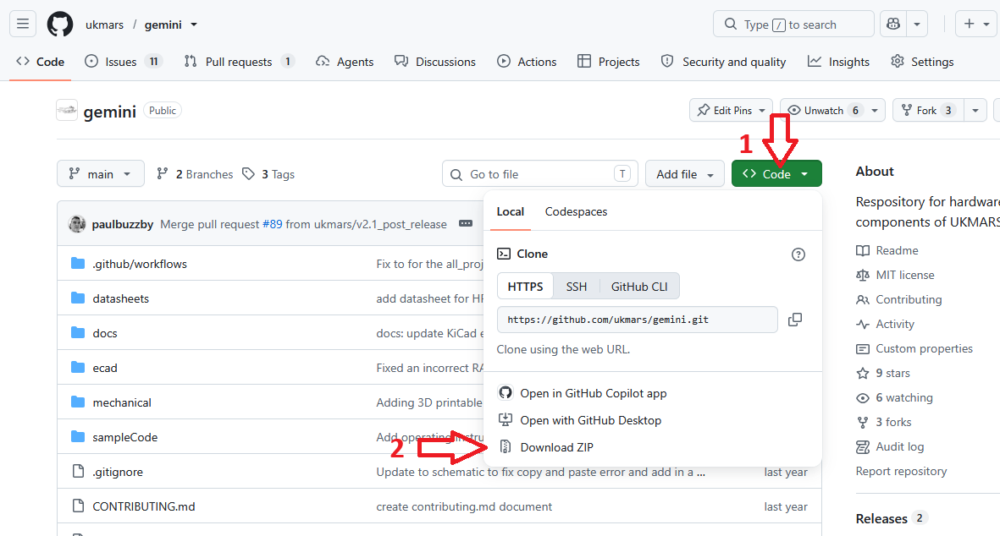 ukmars / gemini
Type / to search
Code
Issues 11
Pull requests 1
Agents
Discussions
Actions
Projects
Security and quality
Insights
Settings
gemini Public
Edit Pins
Unwatch 6
Fork 3
1
main
2 Branches
3 Tags
Go to file T
Add file
Code
About
Respository for hardware
components of UKMARS
Local
Codespaces
paulbuzzby Merge pull request #89 from ukmars/v2.1_post_release
Clone
Readme
.github/workflows Fix to for the all_proj
MIT license
HTTPS SSH GitHub CLI
datasheets add datasheet for HF
Contributing
https://github.com/ukmars/gemini.git
Activity
docs docs: update KiCad e
Clone using the web URL.
Custom properties
ecad Fixed an incorrect RA
9 stars
Open in GitHub Copilot app
6 watching
mechanical Adding 3D printable
Open with GitHub Desktop
3 forks
sampleCode Add operating instru
2
Download ZIP
Audit log
.gitignore Update to schematic to fix copy and paste error and add in a ... last year
Report repository
CONTRIBUTING.md create contributing.md document last year
Releases 2